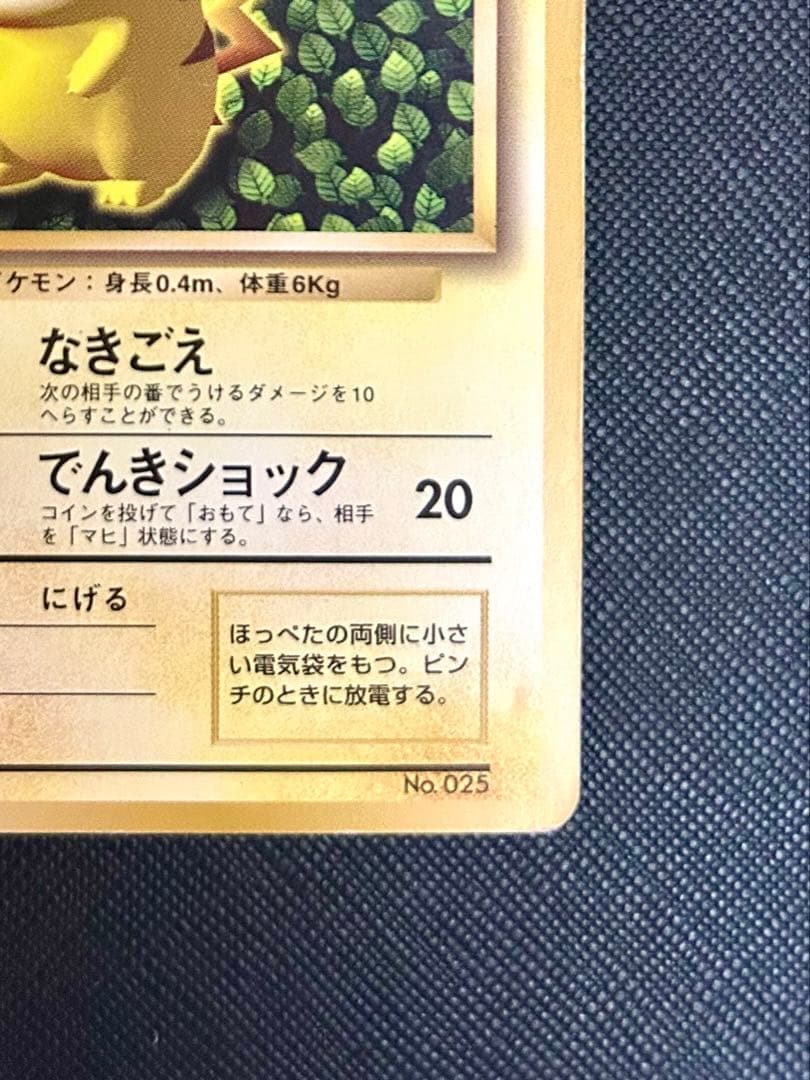 ケモン：身長0.4m、体重6Kg
なきごえ
次の相手の番でうけるダメージを10
へらすことができる。
でんきショック 20
コインを投げて「おもて」なら、相手
を「マヒ」状態にする。
にげる
ほっぺたの両側に小さ
い電気袋をもつ。ピン
チのときに放電する。
No.025